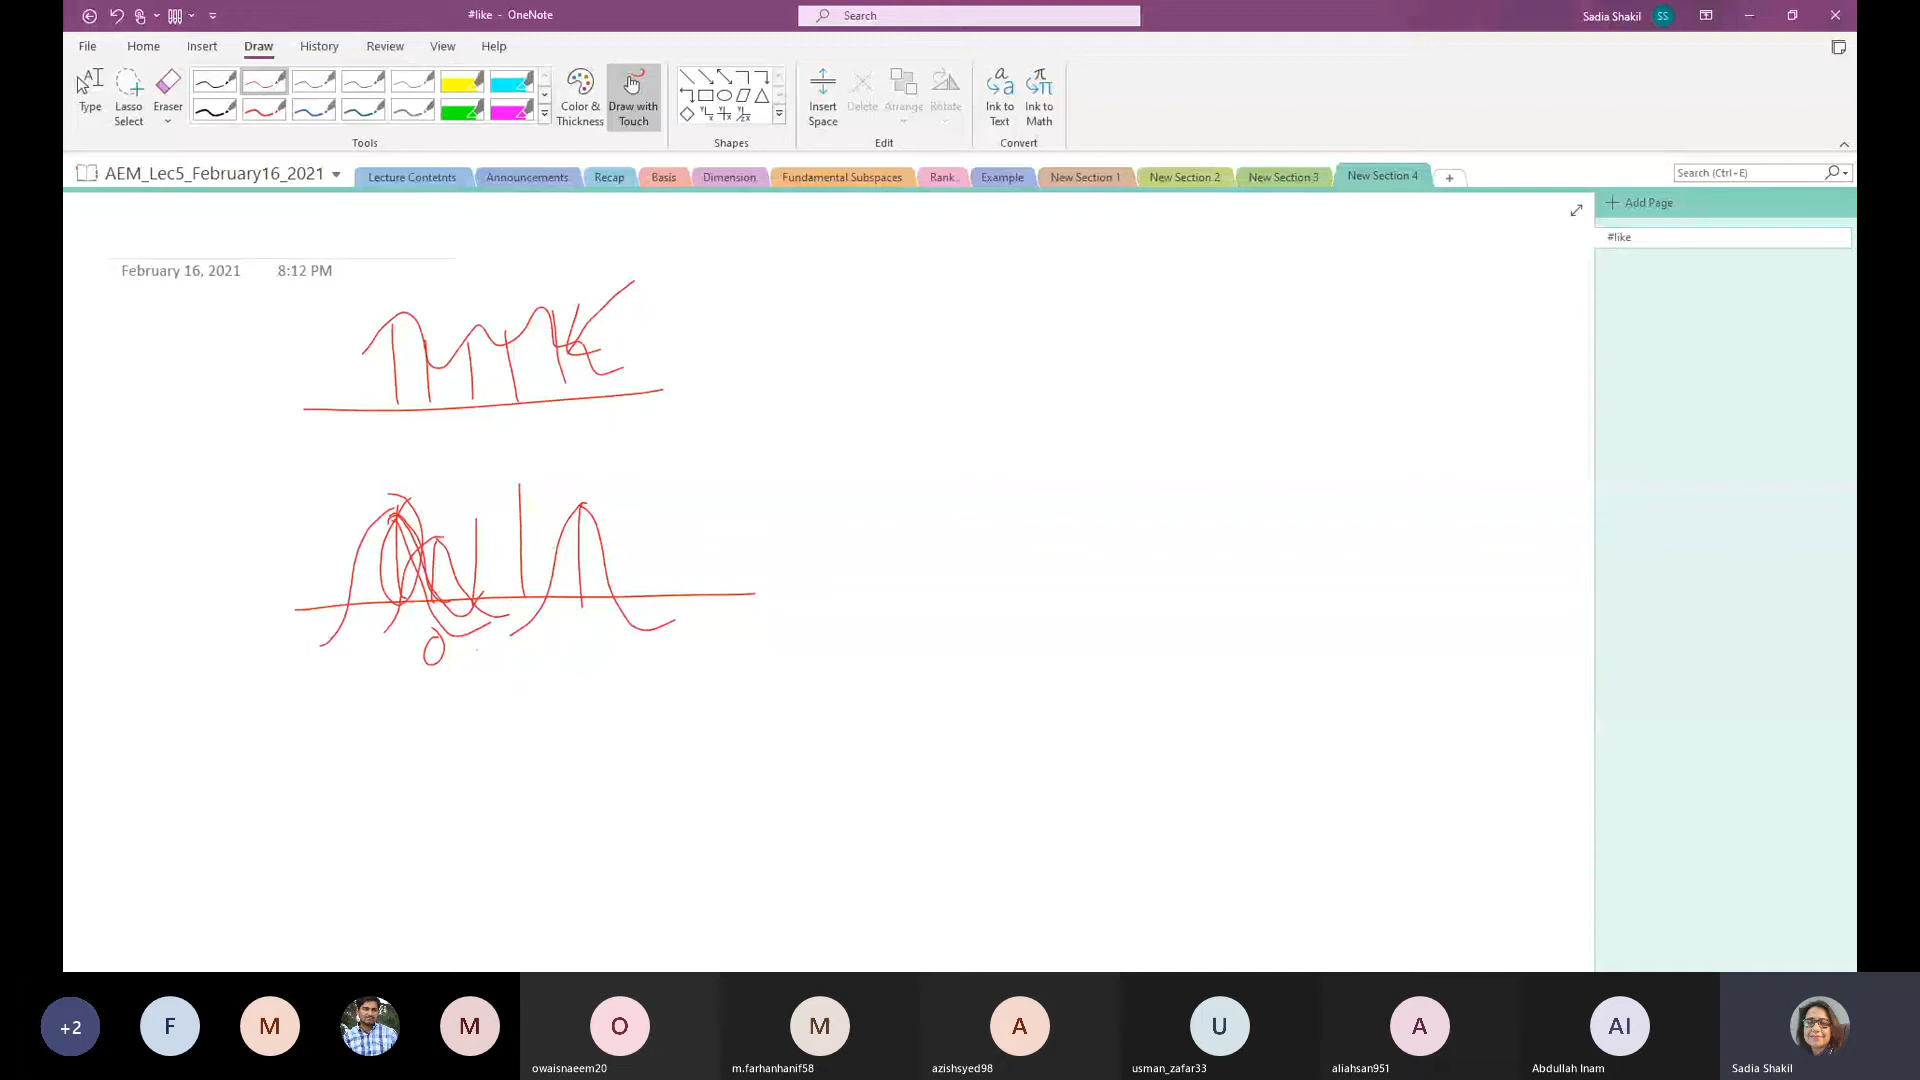 #like - OneNote
Search
Sadia Shakil SS
File Home Insert Draw History Review View Help
Type
Lasso Select
Eraser
Color & Thickness
Draw with Touch
Insert Space
Delete
Arrange
Rotate
Ink to Text
Ink to Math
Tools Shapes Edit Convert
AEM_Lec5_February16_2021
Lecture Contetnts Announcements Recap Basis Dimension Fundamental Subspaces Rank.. Example New Section 1 New Section 2 New Section 3 New Section 4 +
Search (Ctrl+E)
Add Page
#like
February 16, 2021 8:12 PM
0
+2 F M M O M A U A AI
owaisnaeem20 m.farhanhanif58 azishsyed98 usman_zafar33 aliahsan951 Abdullah Inam Sadia Shakil